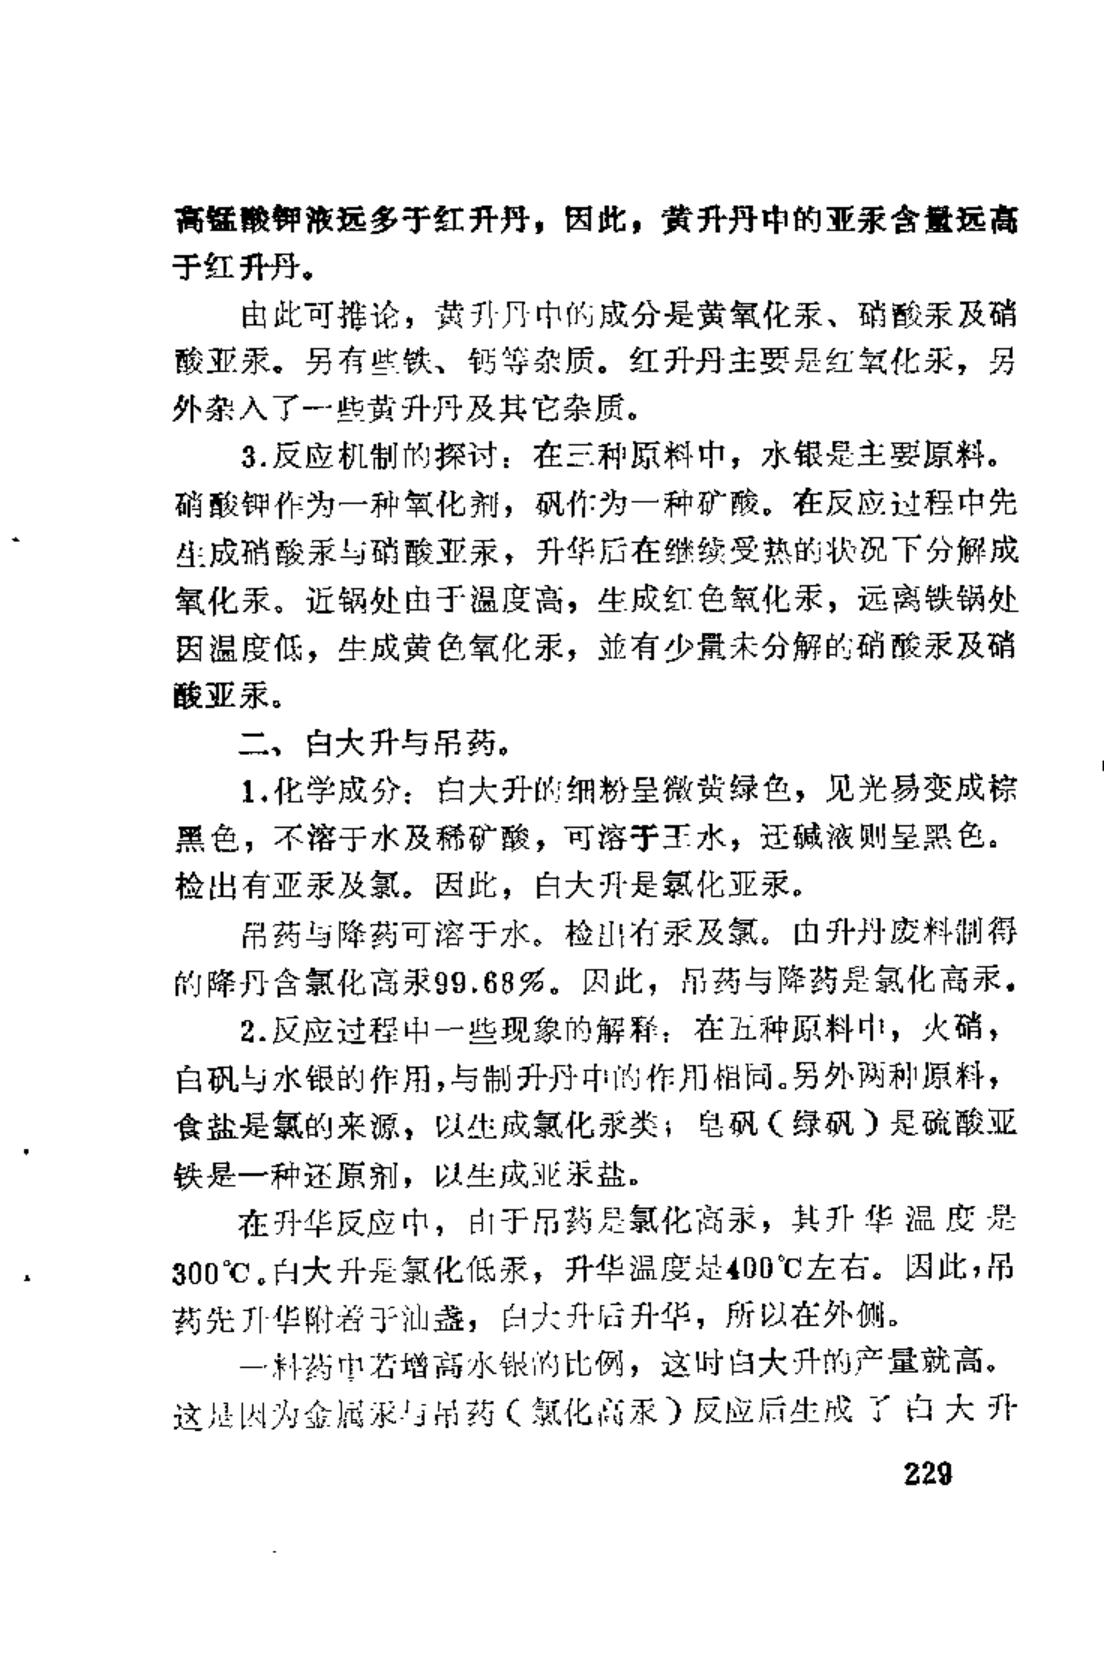 高锰酸钾液远多于红升丹，因此，黄升丹中的亚汞含量远高
于红升丹。
由此可推论，黄升丹中的成分是黄氧化汞、硝酸汞及硝
酸亚汞。另有些铁、钙等杂质。红升丹主要是红氧化汞，另
外杂入了一些黄升丹及其它杂质。
3.反应机制的探讨：在三种原料中，水银是主要原料。
硝酸钾作为一种氧化剂，矾作为一种矿酸。在反应过程中先
生成硝酸汞与硝酸亚汞，升华后在继续受热的状况下分解成
氧化汞。近锅处由于温度高，生成红色氧化汞，远离铁锅处
因温度低，生成黄色氧化汞，並有少量未分解的硝酸汞及硝
酸亚汞。
二、白大升与吊药。
1.化学成分：白大升的细粉呈微黄绿色，见光易变成棕
黑色，不溶于水及稀矿酸，可溶于王水，迂碱液则呈黑色。
检出有亚汞及氯。因此，白大升是氯化亚汞。
吊药与降药可溶于水。检出有汞及氯。由升丹废料制得
的降丹含氯化高汞99.68%。因此，吊药与降药是氯化高汞。
2.反应过程中一些现象的解释：在五种原料中，火硝，
白矾与水银的作用，与制升丹中的作用相同。另外两种原料，
食盐是氯的来源，以生成氯化汞类；皂矾（绿矾）是硫酸亚
铁是一种还原剂，以生成亚汞盐。
在升华反应中，由于吊药是氯化高汞，其升华温度是
300℃。白大升是氯化低汞，升华温度是400℃左右。因此，吊
药先升华附着于油盏，白大升后升华，所以在外侧。
一料药中若增高水银的比例，这时白大升的产量就高。
这是因为金属汞与吊药（氯化高汞）反应后生成了白大升
229